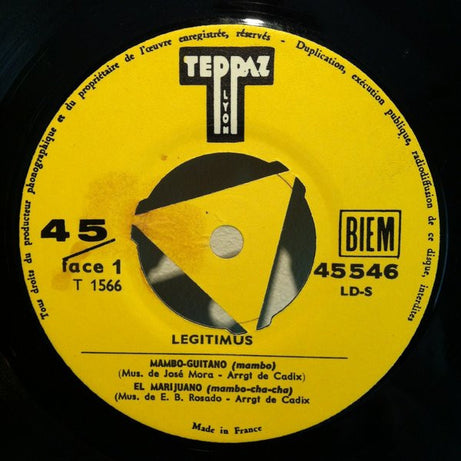 Tous droits du producteur phonographique et du propriétaire de l'œuvre enregistrée, réservés - Duplication, exécution publique, radiodiffusion de ce disque, interdites
TEPPAZ
LYON
45
face 1
T 1566
BIEM
45546
LD-S
LEGITIMUS
MAMBO-GUITANO (mambo)
(Mus. de José Mora - Arrgt de Cadix)
EL MARIJUANO (mambo-cha-cha)
(Mus. de E. B. Rosado - Arrgt de Cadix
Made in France